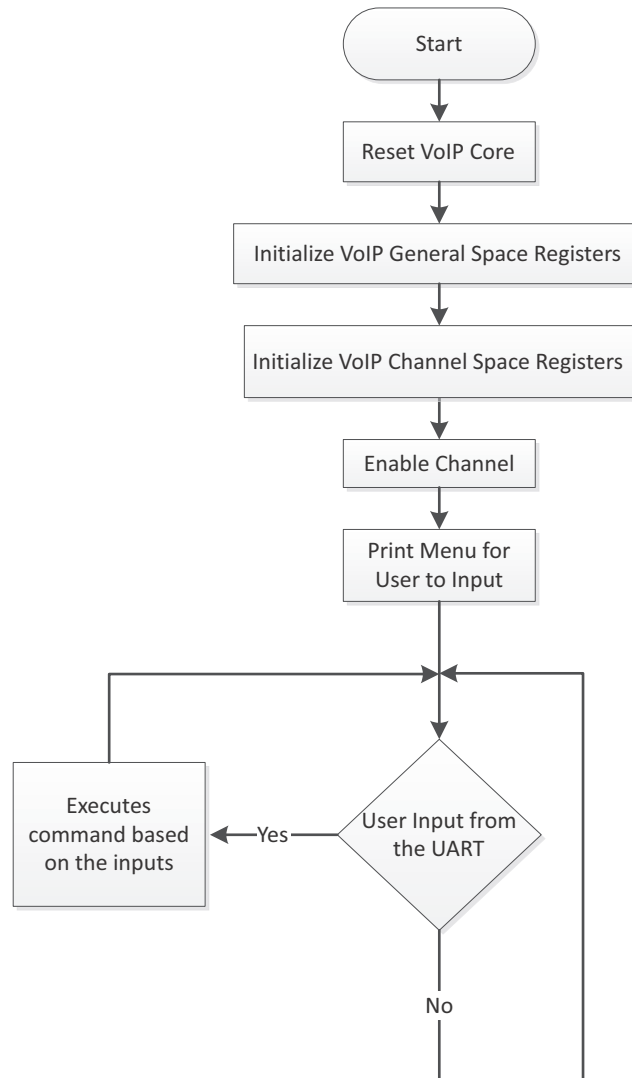 Start
Reset VoIP Core
Initialize VoIP General Space Registers
Initialize VoIP Channel Space Registers
Enable Channel
Print Menu for
User to Input
Executes
command based
on the inputs
Yes
User Input from
the UART
No